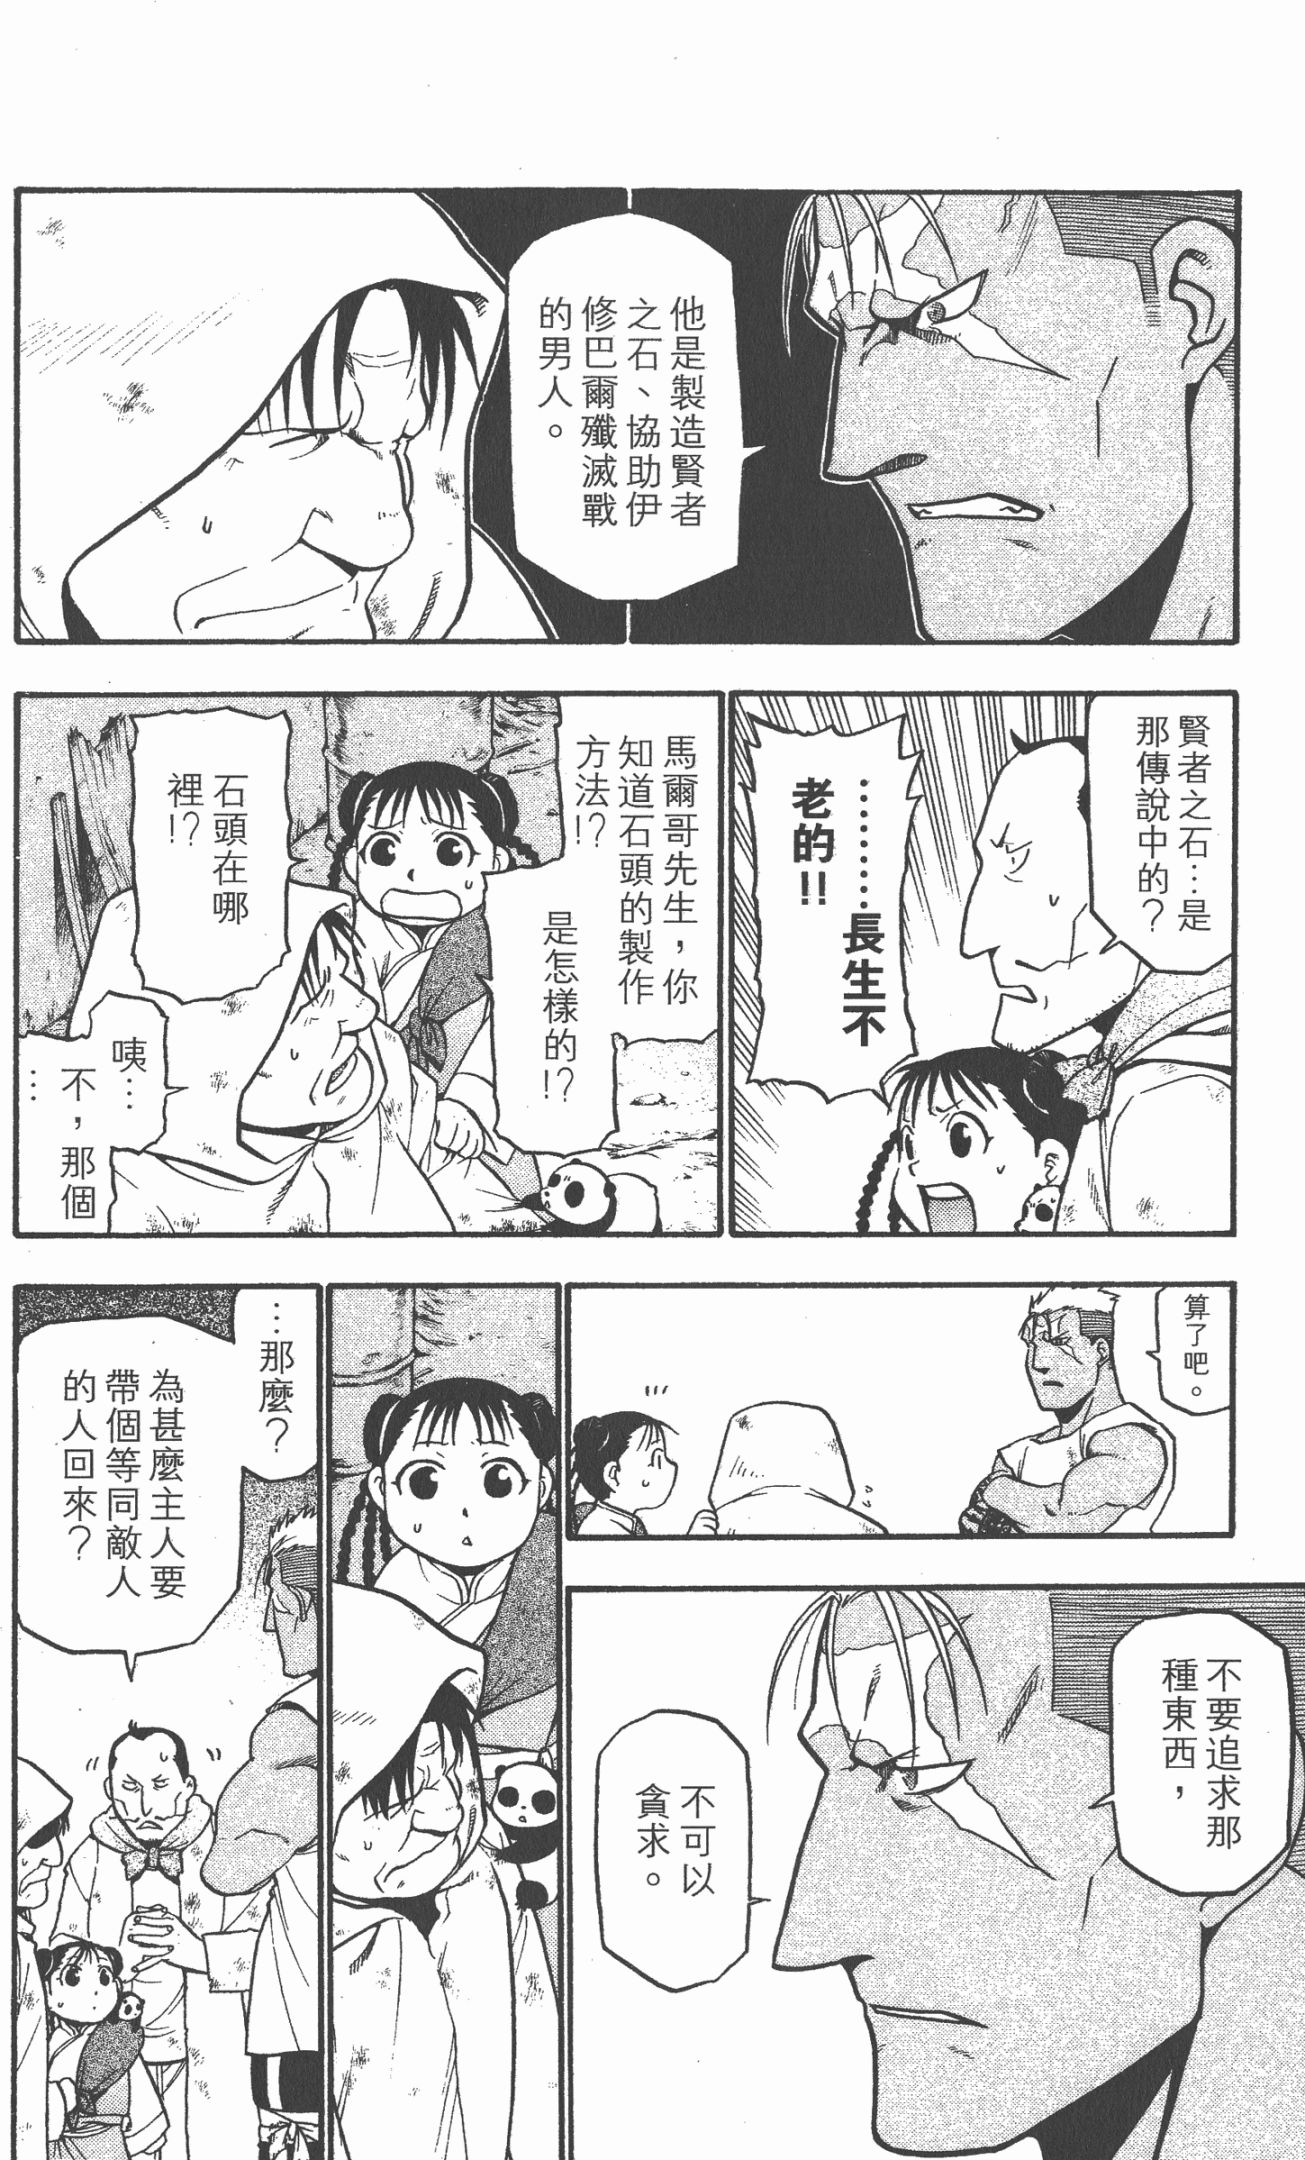 他是製造賢者
之石、協助伊
修巴爾殲滅戰
的男人。
賢者之石…是
那傳說中的?
………長生不
老的!!
馬爾哥先生，你
知道石頭的製作
方法!?
是怎樣的!?
石頭在哪
裡!?
咦…
不，那個
…
算了吧。
不要追求那
種東西，
不可以
貪求。
…那麼?
為甚麼主人要
帶個等同敵人
的人回來?